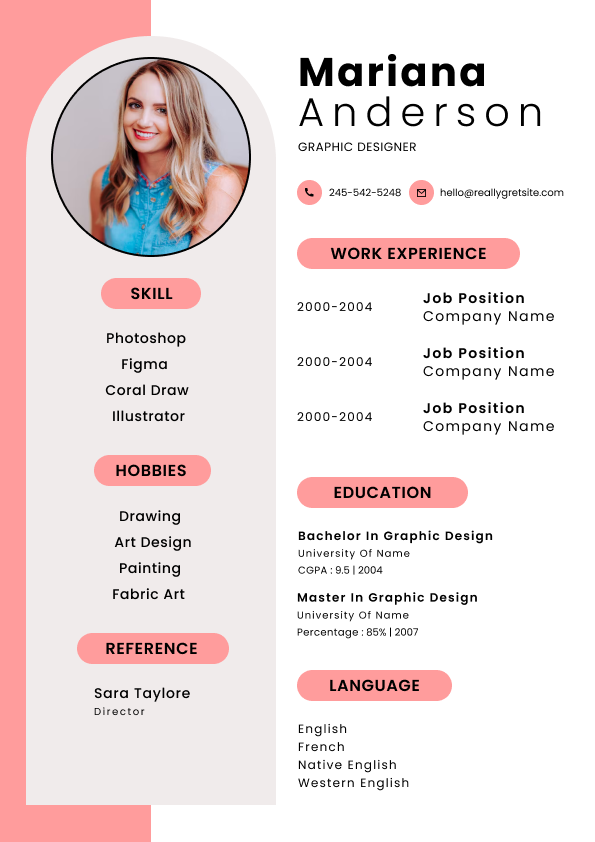 Mariana
Anderson
GRAPHIC DESIGNER
245-542-5248 hello@reallygretsite.com
SKILL
Photoshop
Figma
Coral Draw
Illustrator
HOBBIES
Drawing
Art Design
Painting
Fabric Art
REFERENCE
Sara Taylore
Director
WORK EXPERIENCE
2000-2004
Job Position
Company Name
2000-2004
Job Position
Company Name
2000-2004
Job Position
Company Name
EDUCATION
Bachelor In Graphic Design
University Of Name
CGPA : 9.5 | 2004
Master In Graphic Design
University Of Name
Percentage : 85% | 2007
LANGUAGE
English
French
Native English
Western English